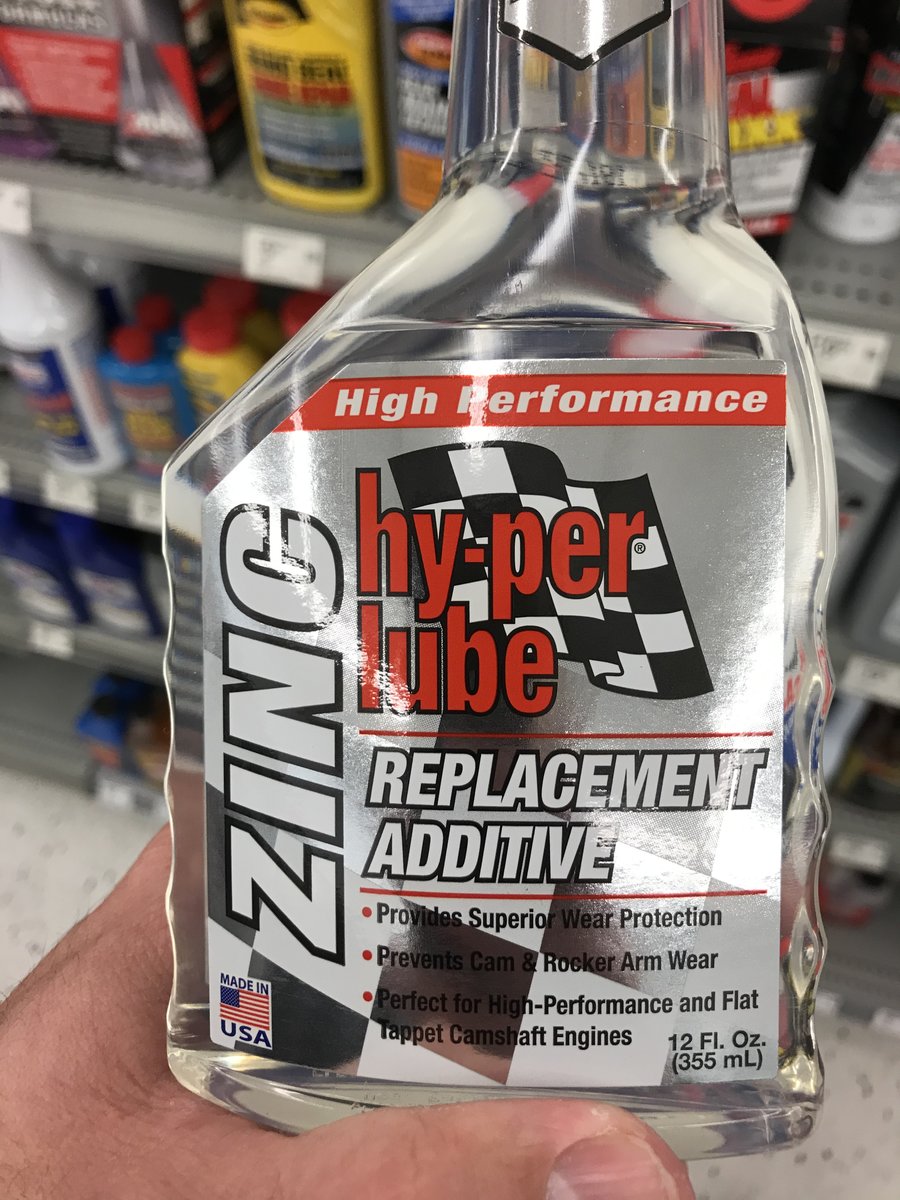 High Performance
ZINC
hy-per®
lube
REPLACEMENT
ADDITIVE
•Provides Superior Wear Protection
•Prevents Cam & Rocker Arm Wear
•Perfect for High-Performance and Flat
Tappet Camshaft Engines
MADE IN
USA
12 Fl. Oz.
(355 mL)